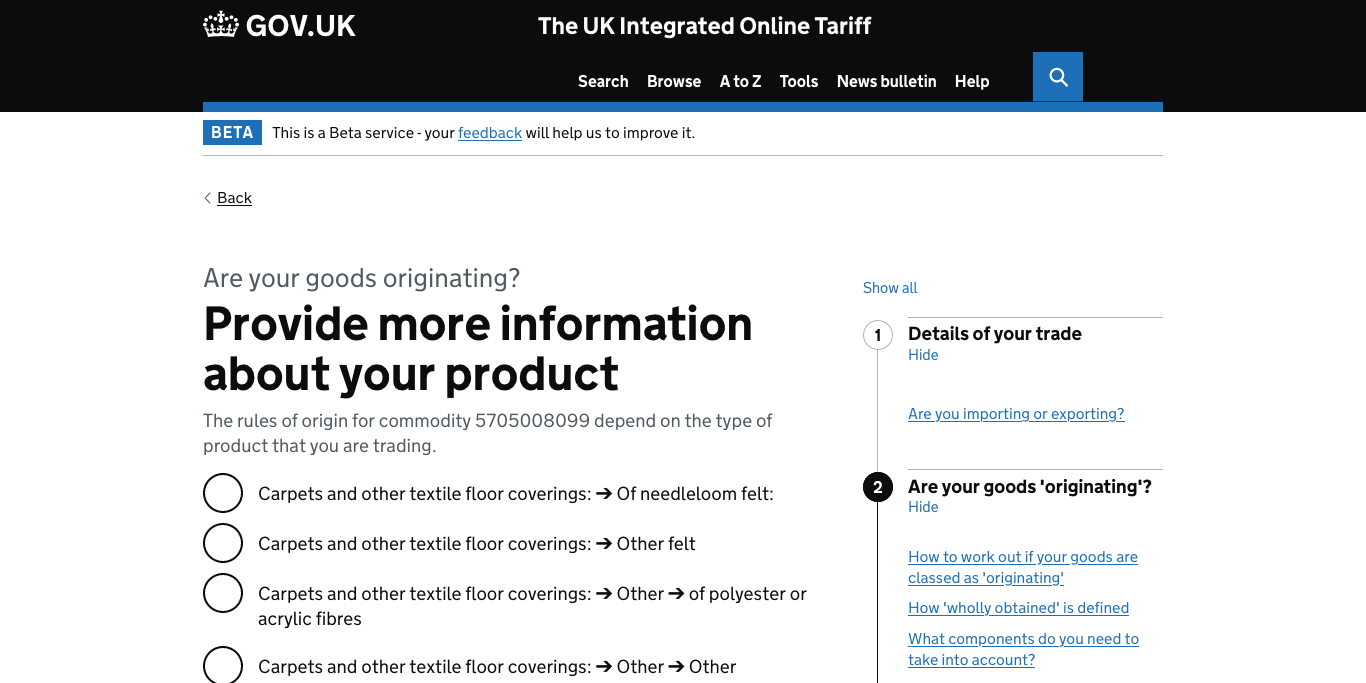 GOV.UK
The UK Integrated Online Tariff
Search Browse A to Z Tools News bulletin Help
BETA This is a Beta service - your feedback will help us to improve it.
Back
Are your goods originating?
Provide more information
about your product
The rules of origin for commodity 5705008099 depend on the type of
product that you are trading.
Carpets and other textile floor coverings: ➔ Of needleloom felt:
Carpets and other textile floor coverings: ➔ Other felt
Carpets and other textile floor coverings: ➔ Other ➔ of polyester or
acrylic fibres
Carpets and other textile floor coverings: ➔ Other ➔ Other
Show all
1 Details of your trade
Hide
Are you importing or exporting?
2 Are your goods 'originating'?
Hide
How to work out if your goods are
classed as 'originating'
How 'wholly obtained' is defined
What components do you need to
take into account?